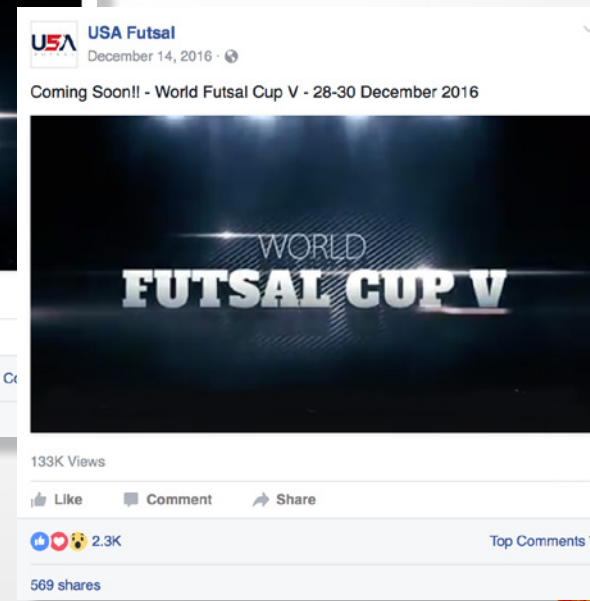 USA
USA Futsal
December 14, 2016 ·
Coming Soon!! - World Futsal Cup V - 28-30 December 2016
WORLD
FUTSAL CUP V
133K Views
Like Comment Share
2.3K
Top Comments
569 shares